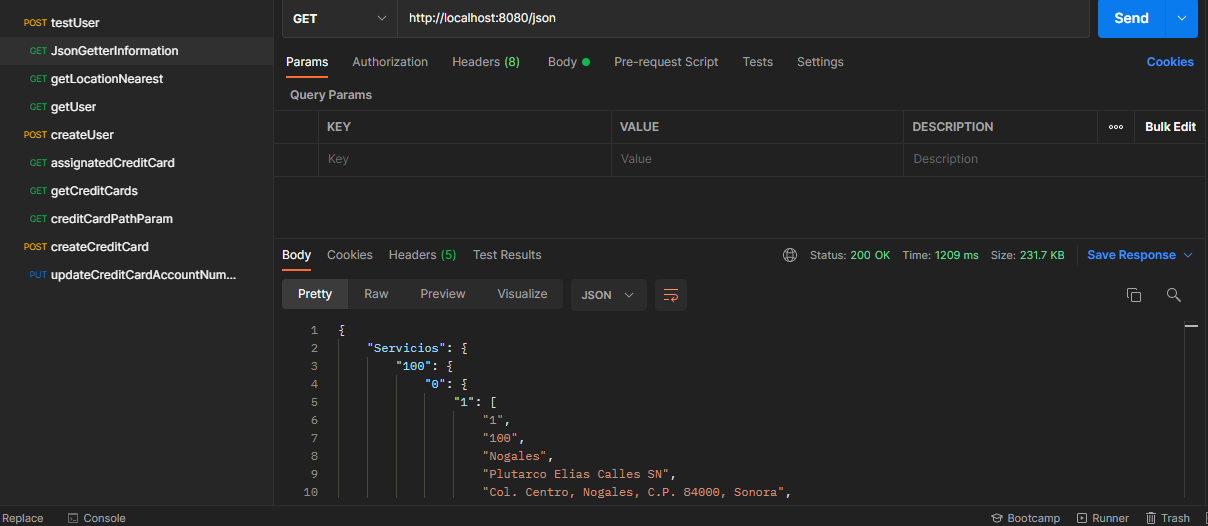 POST testUser
GET JsonGetterInformation
GET getLocationNearest
GET getUser
POST createUser
GET assignatedCreditCard
GET getCreditCards
GET creditCardPathParam
POST createCreditCard
PUT updateCreditCardAccountNum...
GET http://localhost:8080/json Send
Params Authorization Headers (8) Body Pre-request Script Tests Settings Cookies
Query Params
KEY VALUE DESCRIPTION ooo Bulk Edit
Key Value Description
Body Cookies Headers (5) Test Results Status: 200 OK Time: 1209 ms Size: 231.7 KB Save Response
Pretty Raw Preview Visualize JSON
1 {
2 "Servicios": {
3 "100": {
4 "0": {
5 "1": [
6 "1",
7 "100",
8 "Nogales",
9 "Plutarco Elias Calles SN",
10 "Col. Centro, Nogales, C.P. 84000, Sonora",
Replace Console Bootcamp Runner Trash